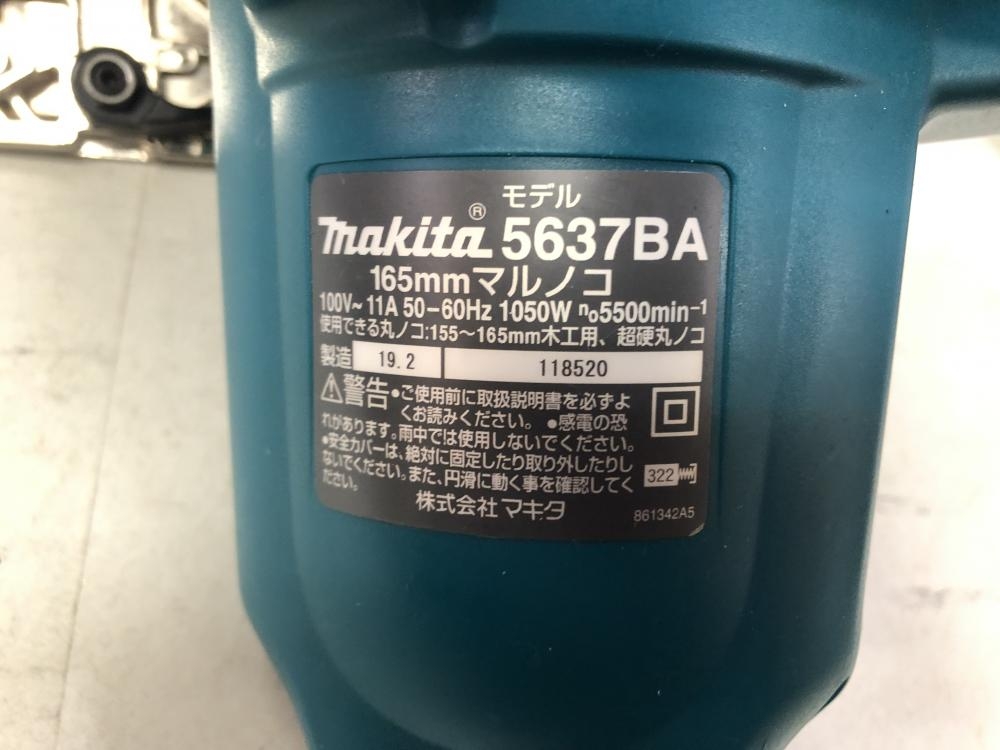 モデル
makita® 5637BA
165mmマルノコ
100V~11A 50-60Hz 1050W n₀5500min⁻¹
使用できる丸ノコ:155〜165mm木工用、超硬丸ノコ
製造 19.2 118520
⚠警告●ご使用前に取扱説明書を必ずよ
くお読みください。●感電の恐
れがあります。雨中では使用しないでください。
●安全カバーは、絶対に固定したり取り外したりし
ないでください。また、円滑に動く事を確認してく
ださい。
322
株式会社マキタ
861342A5